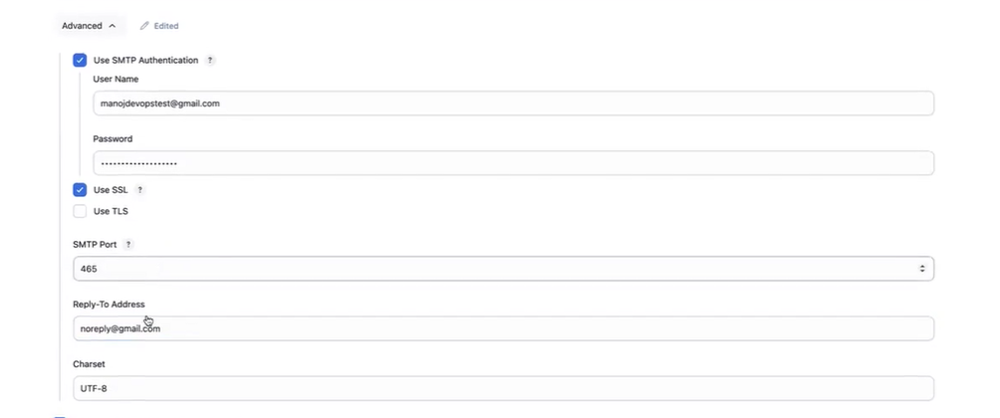 Advanced Edited
Use SMTP Authentication ?
User Name
manojdevopstest@gmail.com
Password
•••••••••••••••••••
Use SSL ?
Use TLS
SMTP Port ?
465
Reply-To Address
noreply@gmail.com
Charset
UTF-8